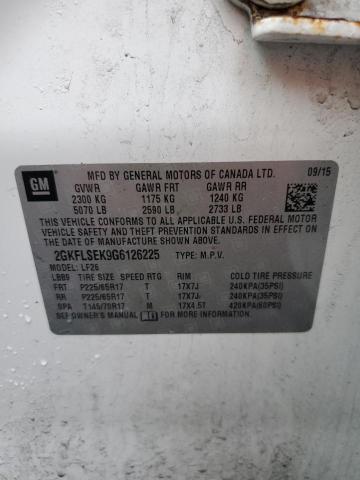 GM
MFD BY GENERAL MOTORS OF CANADA LTD.
09/15
GVWR GAWR FRT GAWR RR
2300 KG 1175 KG 1240 KG
5070 LB 2590 LB 2733 LB
THIS VEHICLE CONFORMS TO ALL APPLICABLE U.S. FEDERAL MOTOR
VEHICLE SAFETY, BUMPER, AND THEFT PREVENTION STANDARDS IN
EFFECT ON THE DATE OF MANUFACTURE SHOWN ABOVE.
2GKFLSEK9G6126225 TYPE: M.P.V.
MODEL: LF26
LBB9 TIRE SIZE SPEED RTG RIM COLD TIRE PRESSURE
FRT P225/65R17 T 17X7J 240KPA(35PSI)
RR P225/65R17 T 17X7J 240KPA(35PSI)
SPA T145/70R17 M 17X4.5T 420KPA(60PSI)
SEE OWNER'S MANUAL FOR MORE INFORMATION.